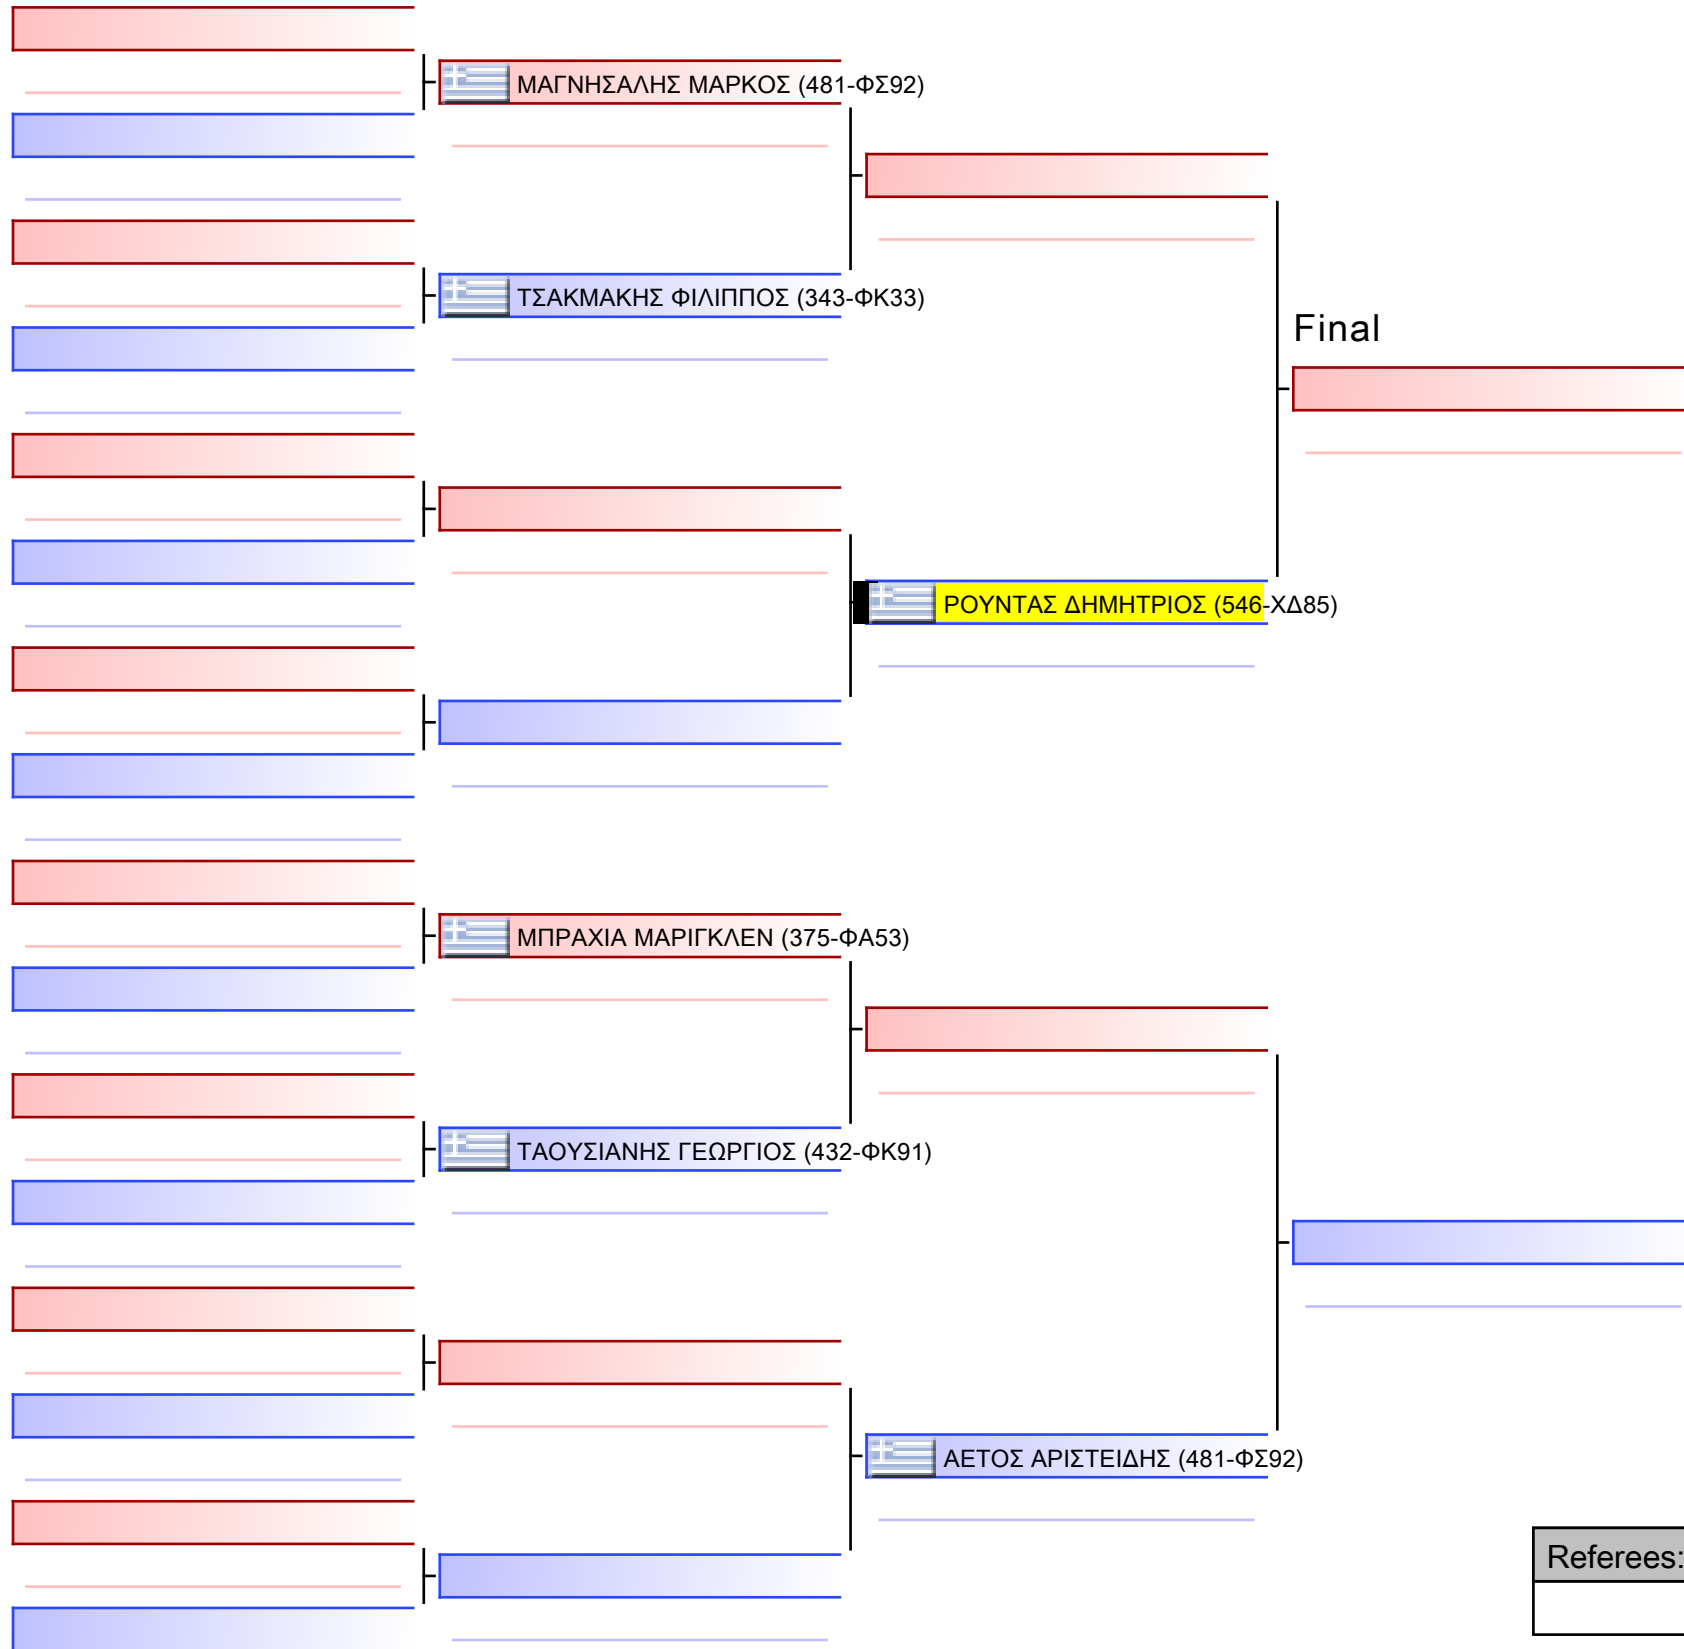 ΜΑΓΝΗΣΑΛΗΣ ΜΑΡΚΟΣ (481-ΦΣ92)
ΤΣΑΚΜΑΚΗΣ ΦΙΛΙΠΠΟΣ (343-ΦΚ33)
Final
ΡΟΥΝΤΑΣ ΔΗΜΗΤΡΙΟΣ (546-ΧΔ85)
ΜΠΡΑΧΙΑ ΜΑΡΙΓΚΛΕΝ (375-ΦΑ53)
ΤΑΟΥΣΙΑΝΗΣ ΓΕΩΡΓΙΟΣ (432-ΦΚ91)
ΑΕΤΟΣ ΑΡΙΣΤΕΙΔΗΣ (481-ΦΣ92)
Referees: